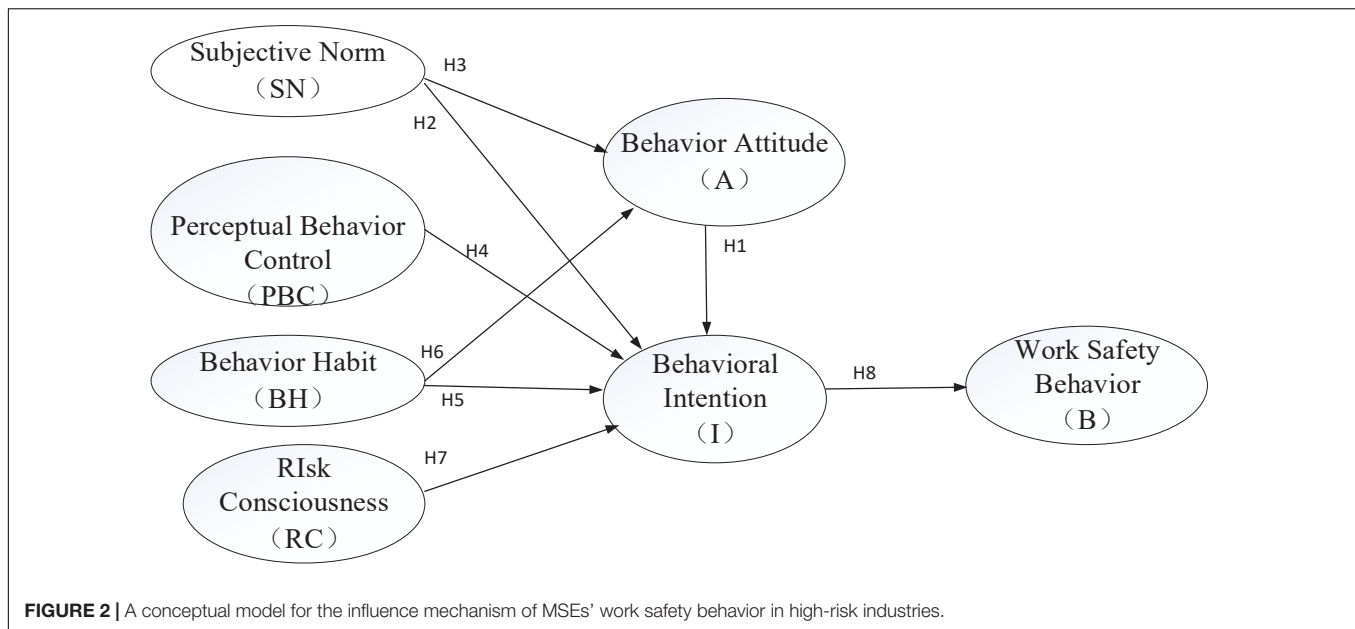 Subjective Norm
（SN）
H3
H2
Behavior Attitude
（A）
Perceptual Behavior
Control
（PBC）
H4
H1
Behavior Habit
（BH）
H6
H5
Behavioral
Intention
（I）
H8
Work Safety
Behavior
（B）
H7
RIsk
Consciousness
（RC）
FIGURE 2 | A conceptual model for the influence mechanism of MSEs’ work safety behavior in high-risk industries.